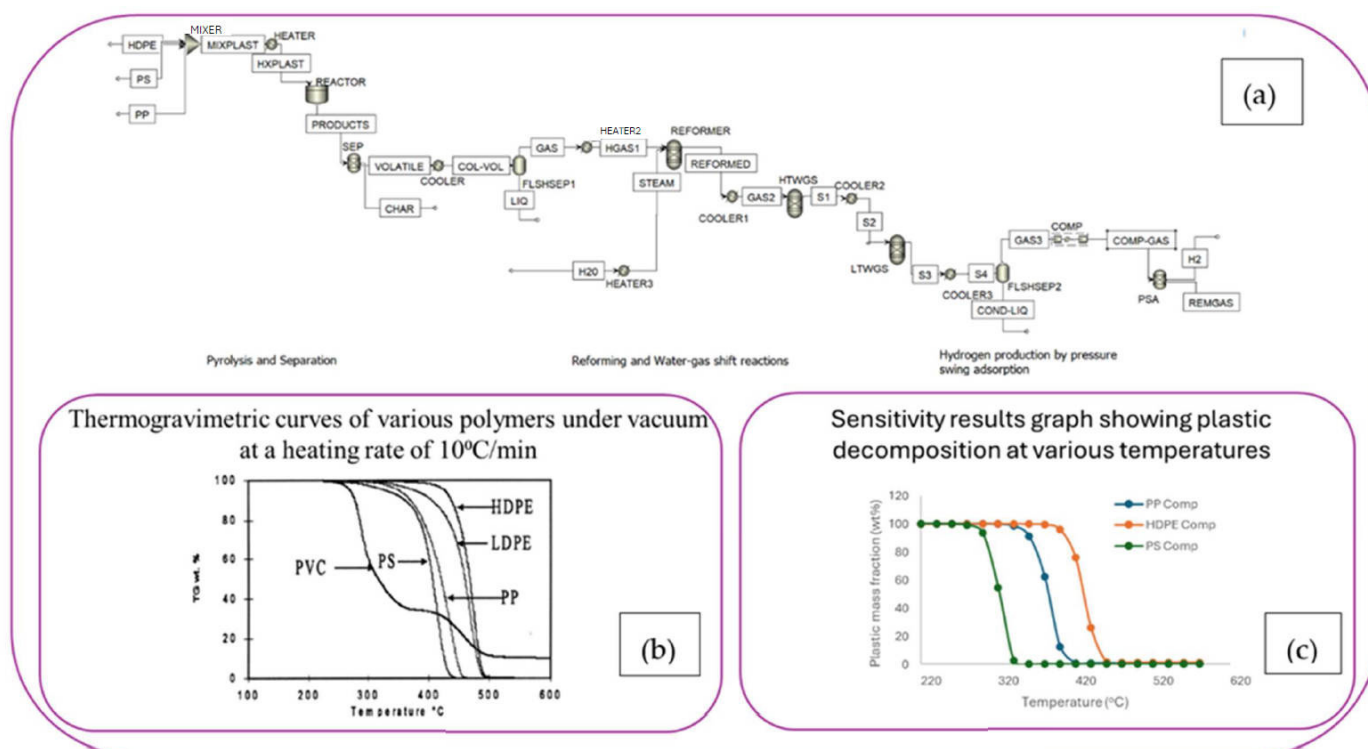 MIXER
HDPE
MIXPLAST
HEATER
HXPLAST
PS
REACTOR
PP
(a)
PRODUCTS
SEP
VOLATILE
COOLER
COL-VOL
GAS
HEATER2
HGAS1
REFORMER
REFORMED
FLSHSEP1
LIQ
STEAM
CHAR
COOLER1
GAS2
HTWGS
S1
COOLER2
S2
H20
HEATER3
LTWGS
S3
COOLER3
S4
GAS3
COMP
COMP-GAS
H2
FLSHSEP2
COND-LIQ
PSA
REMGAS
Pyrolysis and Separation
Reforming and Water-gas shift reactions
Hydrogen production by pressure
swing adsorption
Thermogravimetric curves of various polymers under vacuum
at a heating rate of 10⁰C/min
TG wt. %
100
80
60
40
20
0
HDPE
LDPE
PVC
PS
PP
100 200 300 400 500 600
Temperature °C
(b)
Sensitivity results graph showing plastic
decomposition at various temperatures
Plastic mass fraction (wt%)
120
100
80
60
40
20
0
PP Comp
HDPE Comp
PS Comp
220 320 420 520 620
Temperature (°C)
(c)